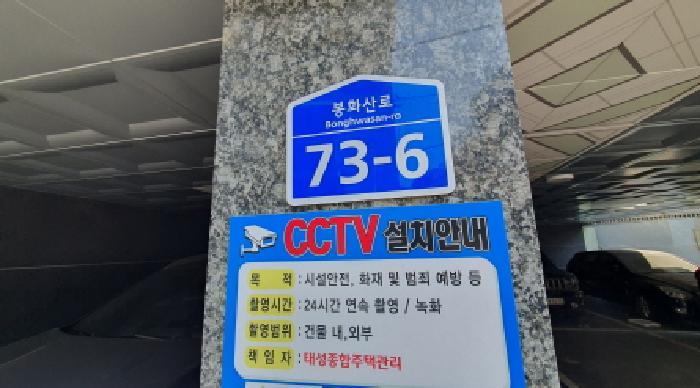 봉화산로
Bonghwasan-ro
73-6
CCTV 설치안내
목 적 : 시설안전, 화재 및 범죄 예방 등
촬영시간 : 24시간 연속 촬영 / 녹화
촬영범위 : 건물 내,외부
책 임 자 : 태성종합주택관리